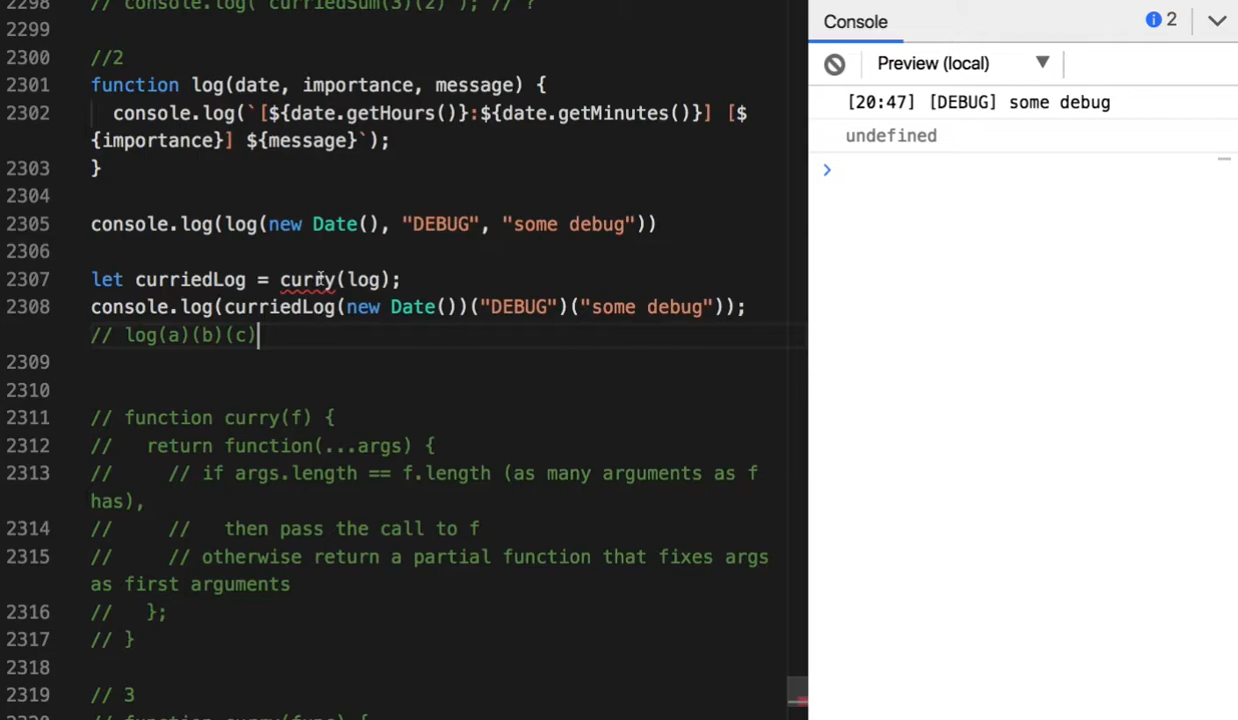 2298 // console.log( curriedSum(3)(2) ); // ?
2299
2300 //2
2301 function log(date, importance, message) {
2302 console.log(`[${date.getHours()}:${date.getMinutes()}] [$
{importance}] ${message}`);
2303 }
2304
2305 console.log(log(new Date(), "DEBUG", "some debug"))
2306
2307 let curriedLog = curry(log);
2308 console.log(curriedLog(new Date())("DEBUG")("some debug"));
// log(a)(b)(c)
2309
2310
2311 // function curry(f) {
2312 //   return function(...args) {
2313 //     // if args.length == f.length (as many arguments as f
has),
2314 //     //   then pass the call to f
2315 //     // otherwise return a partial function that fixes args
as first arguments
2316 //   };
2317 // }
2318
2319 // 3
2320 // function curry(func) {
Console
2
Preview (local)
[20:47] [DEBUG] some debug
undefined